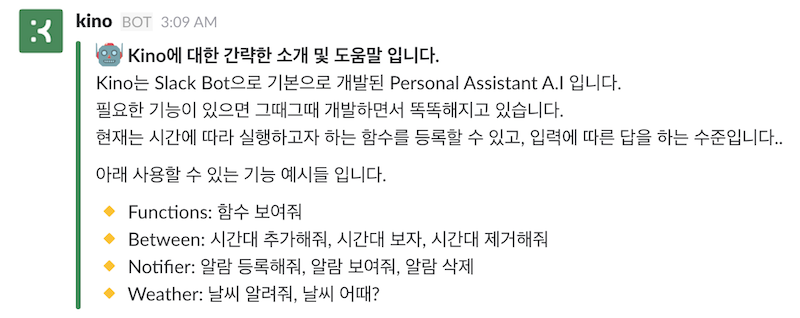 kino BOT 3:09 AM
Kino에 대한 간략한 소개 및 도움말 입니다.
Kino는 Slack Bot으로 기본으로 개발된 Personal Assistant A.I 입니다.
필요한 기능이 있으면 그때그때 개발하면서 똑똑해지고 있습니다.
현재는 시간에 따라 실행하고자 하는 함수를 등록할 수 있고, 입력에 따른 답을 하는 수준입니다..
아래 사용할 수 있는 기능 예시들 입니다.
Functions: 함수 보여줘
Between: 시간대 추가해줘, 시간대 보자, 시간대 제거해줘
Notifier: 알람 등록해줘, 알람 보여줘, 알람 삭제
Weather: 날씨 알려줘, 날씨 어때?